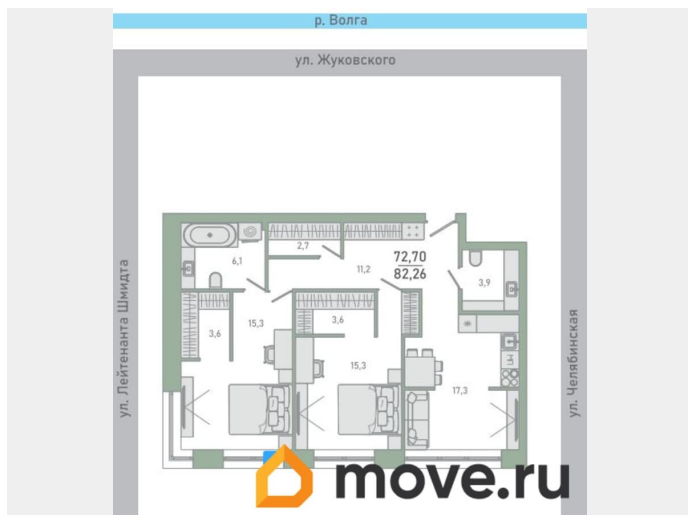 р. Волга
ул. Жуковского
ул. Лейтенанта Шмидта
ул. Челябинская
6,1
2,7
11,2
72,70
82,26
3,9
3,6
15,3
3,6
15,3
17,3
ПМ
move.ru